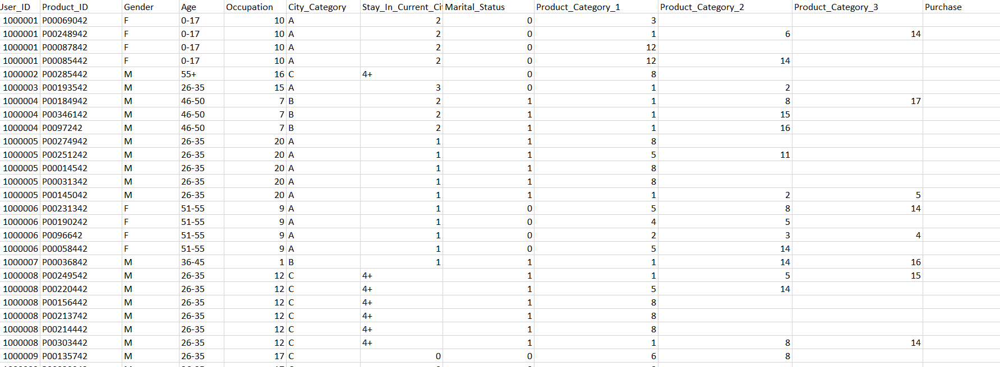 User_ID Product_ID Gender Age Occupation City_Category Stay_In_Current_Cit Marital_Status Product_Category_1 Product_Category_2 Product_Category_3 Purchase
1000001 P00069042 F 0-17 10 A 2 0 3
1000001 P00248942 F 0-17 10 A 2 0 1 6 14
1000001 P00087842 F 0-17 10 A 2 0 12
1000001 P00085442 F 0-17 10 A 2 0 12 14
1000002 P00285442 M 55+ 16 C 4+ 0 8
1000003 P00193542 M 26-35 15 A 3 0 1 2
1000004 P00184942 M 46-50 7 B 2 1 1 8 17
1000004 P00346142 M 46-50 7 B 2 1 1 15
1000004 P0097242 M 46-50 7 B 2 1 1 16
1000005 P00274942 M 26-35 20 A 1 1 8
1000005 P00251242 M 26-35 20 A 1 1 5 11
1000005 P00014542 M 26-35 20 A 1 1 8
1000005 P00031342 M 26-35 20 A 1 1 8
1000005 P00145042 M 26-35 20 A 1 1 1 2 5
1000006 P00231342 F 51-55 9 A 1 0 5 8 14
1000006 P00190242 F 51-55 9 A 1 0 4 5
1000006 P0096642 F 51-55 9 A 1 0 2 3 4
1000006 P00058442 F 51-55 9 A 1 0 5 14
1000007 P00036842 M 36-45 1 B 1 1 1 14 16
1000008 P00249542 M 26-35 12 C 4+ 1 1 5 15
1000008 P00220442 M 26-35 12 C 4+ 1 5 14
1000008 P00156442 M 26-35 12 C 4+ 1 8
1000008 P00213742 M 26-35 12 C 4+ 1 8
1000008 P00214442 M 26-35 12 C 4+ 1 8
1000008 P00303442 M 26-35 12 C 4+ 1 1 8 14
1000009 P00135742 M 26-35 17 C 0 0 6 8